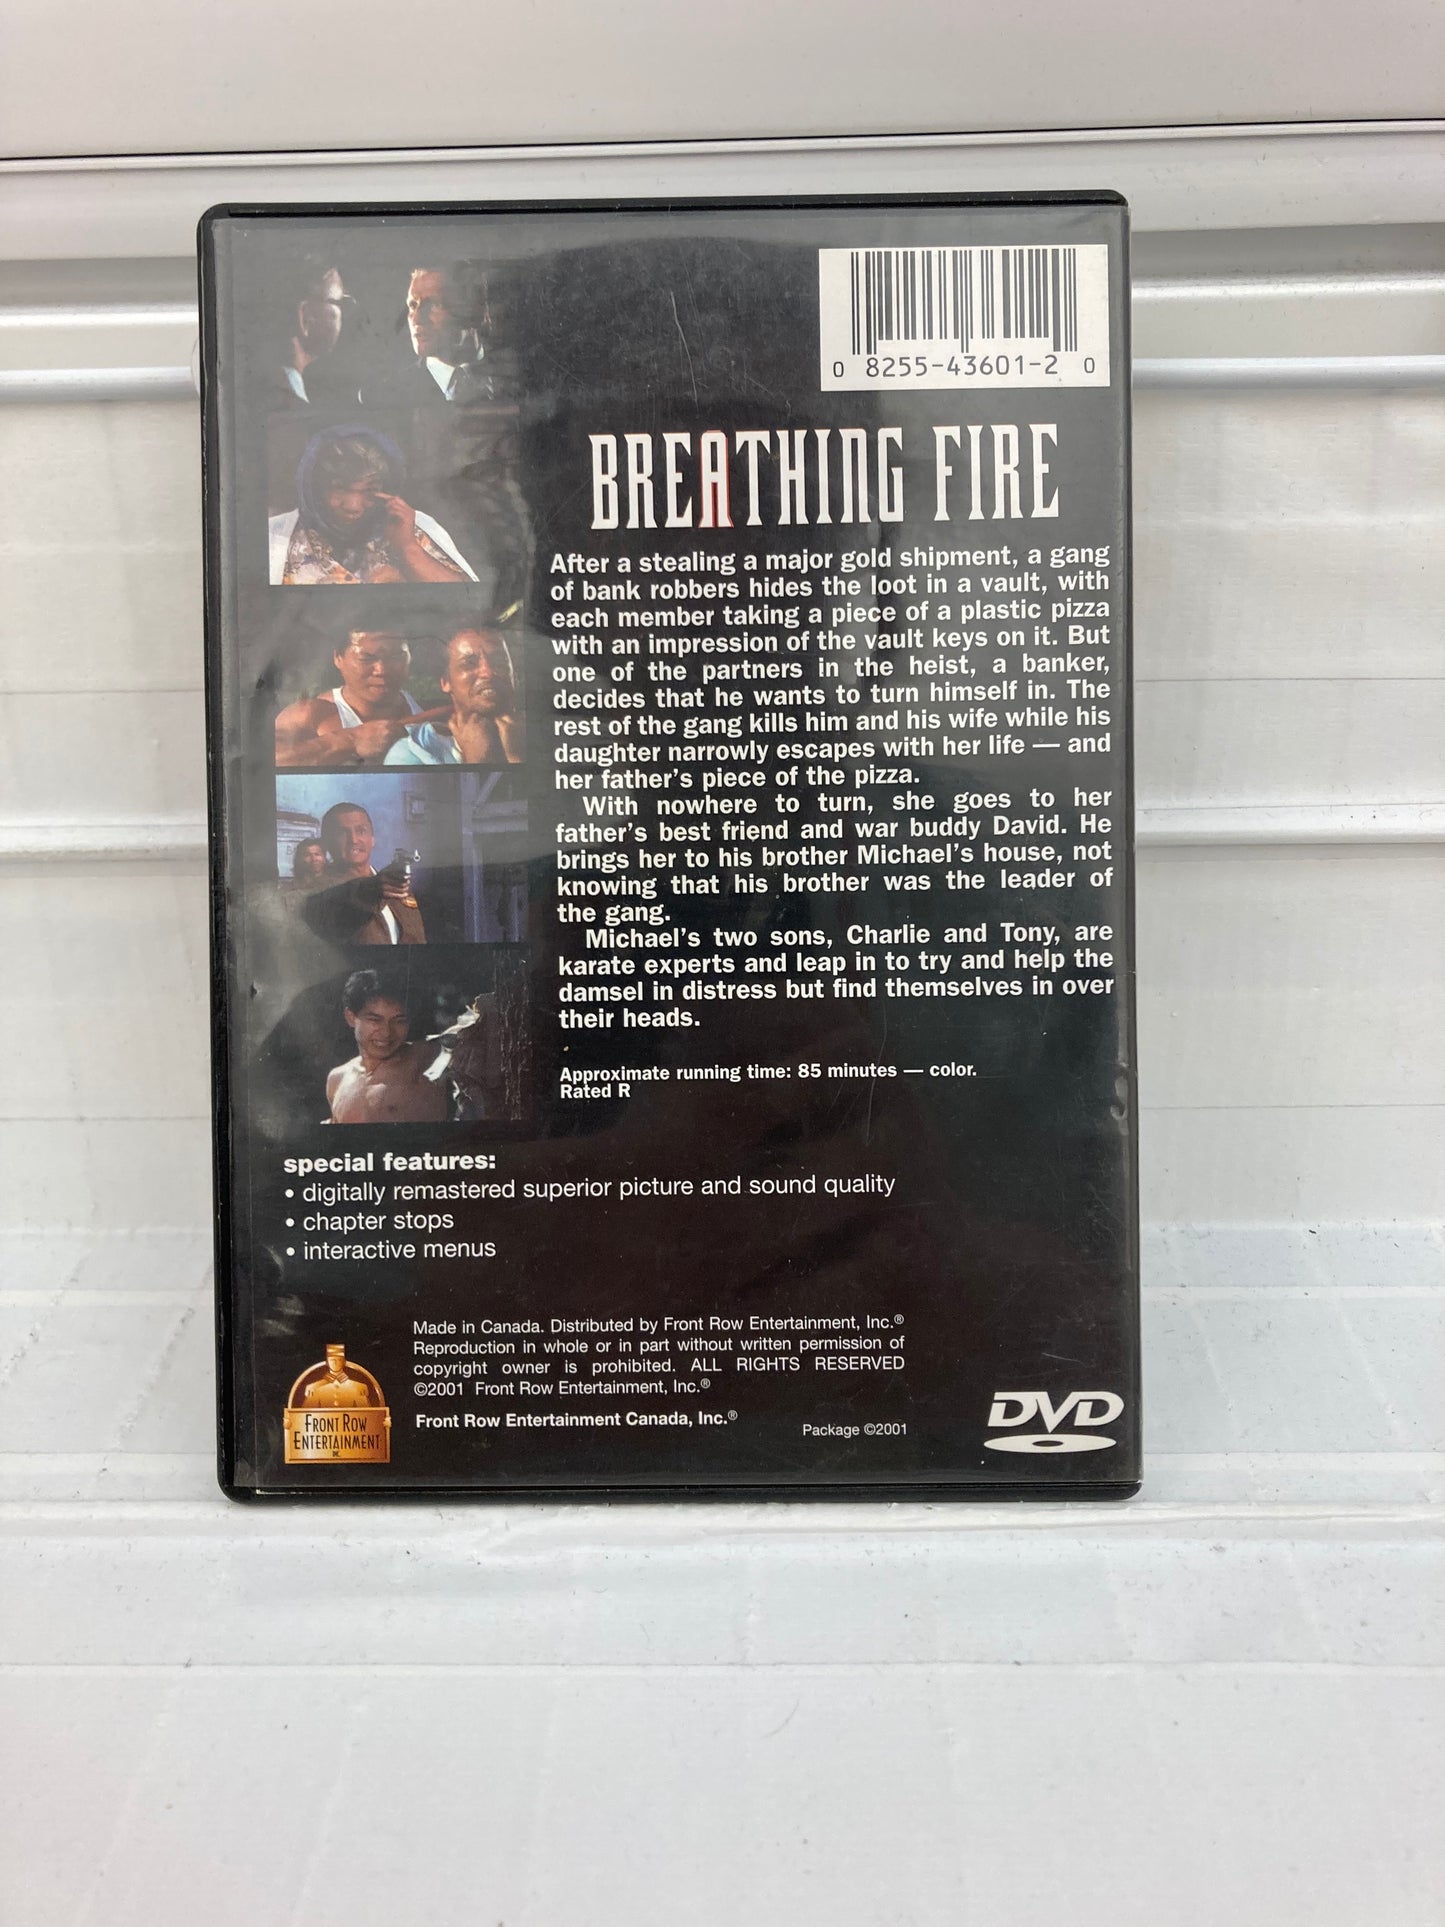 0 8255-43601-2 0
BREATHING FIRE
After a stealing a major gold shipment, a gang
of bank robbers hides the loot in a vault, with
each member taking a piece of a plastic pizza
with an impression of the vault keys on it. But
one of the partners in the heist, a banker,
decides that he wants to turn himself in. The
rest of the gang kills him and his wife while his
daughter narrowly escapes with her life — and
her father's piece of the pizza.
With nowhere to turn, she goes to her
father's best friend and war buddy David. He
brings her to his brother Michael's house, not
knowing that his brother was the leader of
the gang.
Michael's two sons, Charlie and Tony, are
karate experts and leap in to try and help the
damsel in distress but find themselves in over
their heads.
Approximate running time: 85 minutes — color.
Rated R
special features:
• digitally remastered superior picture and sound quality
• chapter stops
• interactive menus
Made in Canada. Distributed by Front Row Entertainment, Inc.®
Reproduction in whole or in part without written permission of
copyright owner is prohibited. ALL RIGHTS RESERVED
©2001 Front Row Entertainment, Inc.®
Front Row Entertainment Canada, Inc.®
Package ©2001
FRONT ROW
ENTERTAINMENT
INC
DVD